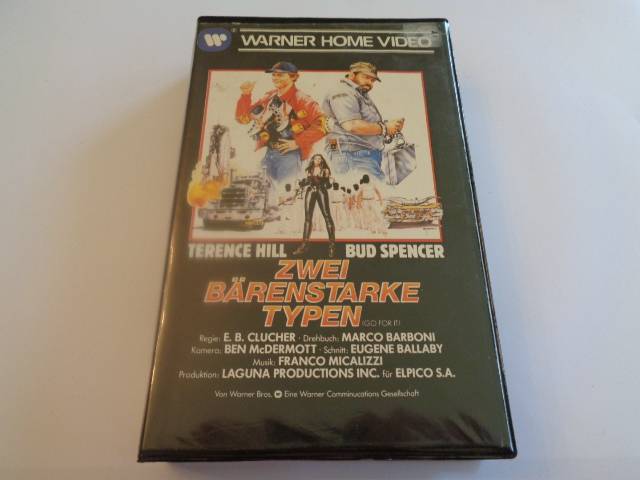 WARNER HOME VIDEO
TERENCE HILL BUD SPENCER
ZWEI
BÄRENSTARKE
TYPEN (GO FOR IT)
Regie: E. B. CLUCHER · Drehbuch: MARCO BARBONI
Kamera: BEN McDERMOTT · Schnitt: EUGENE BALLABY
Musik: FRANCO MICALIZZI
Produktion: LAGUNA PRODUCTIONS INC. für ELPICO S.A.
Von Warner Bros. Eine Warner Comminucations Gesellschaft